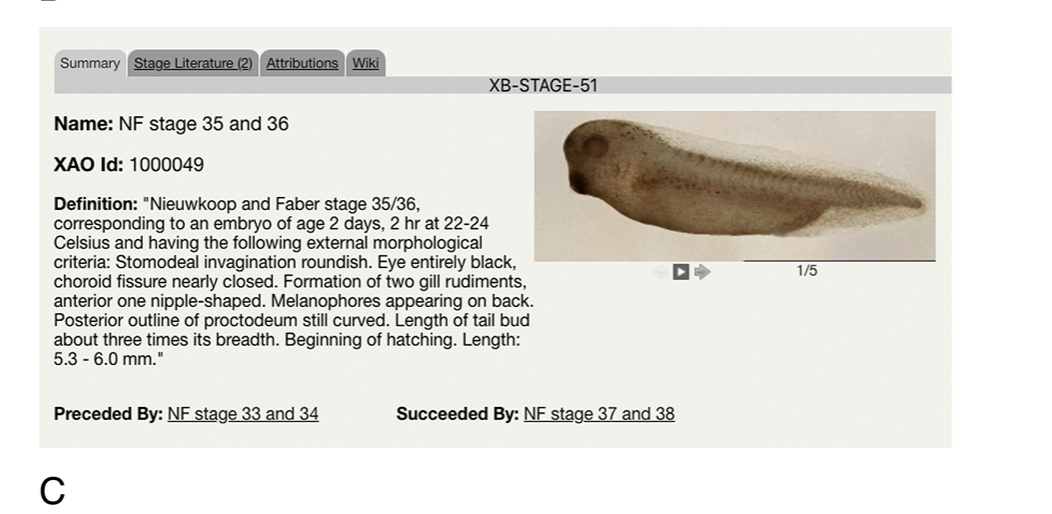 Summary Stage Literature (2) Attributions Wiki
XB-STAGE-51
Name: NF stage 35 and 36
XAO Id: 1000049
Definition: "Nieuwkoop and Faber stage 35/36,
corresponding to an embryo of age 2 days, 2 hr at 22-24
Celsius and having the following external morphological
criteria: Stomodeal invagination roundish. Eye entirely black,
choroid fissure nearly closed. Formation of two gill rudiments,
anterior one nipple-shaped. Melanophores appearing on back.
Posterior outline of proctodeum still curved. Length of tail bud
about three times its breadth. Beginning of hatching. Length:
5.3 - 6.0 mm."
1/5
Preceded By: NF stage 33 and 34 Succeeded By: NF stage 37 and 38
C